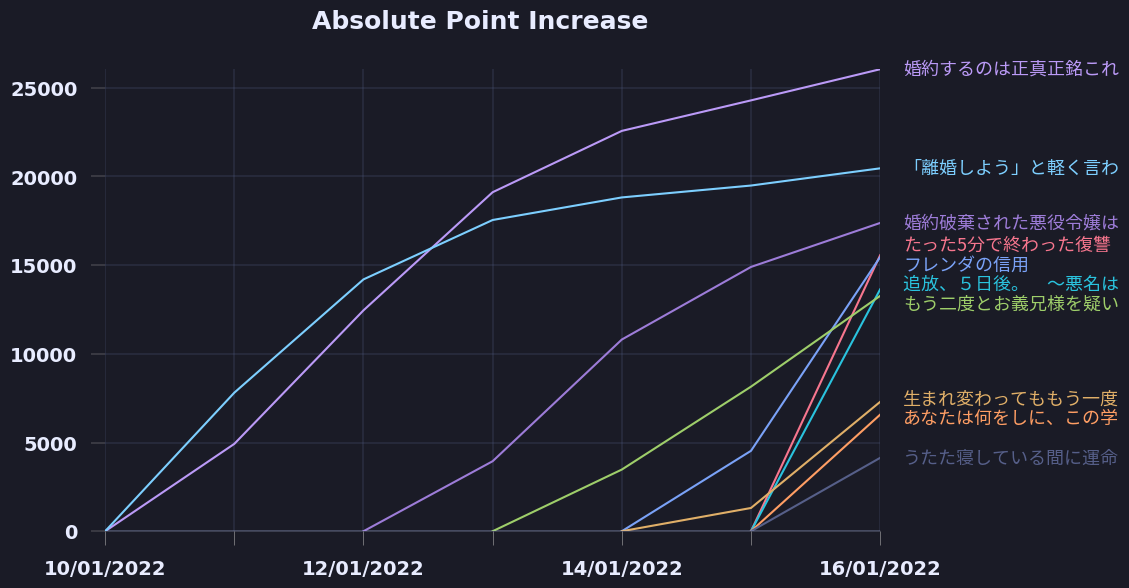 Absolute Point Increase
25000
20000
15000
10000
5000
0
10/01/2022
12/01/2022
14/01/2022
16/01/2022
婚約するのは正真正銘これ
「離婚しよう」と軽く言わ
婚約破棄された悪役令嬢は
たった5分で終わった復讐
フレンダの信用
追放、５日後。　～悪名は
もう二度とお義兄様を疑い
生まれ変わってももう一度
あなたは何をしに、この学
うたた寝している間に運命